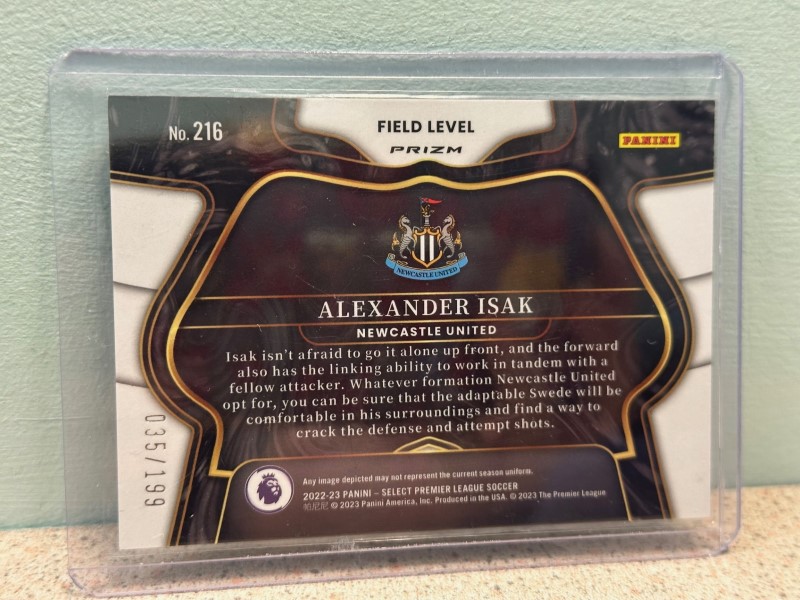 No. 216
FIELD LEVEL
PRIZM
PANINI
NEWCASTLE UNITED
ALEXANDER ISAK
NEWCASTLE UNITED
Isak isn't afraid to go it alone up front, and the forward
also has the linking ability to work in tandem with a
fellow attacker. Whatever formation Newcastle United
opt for, you can be sure that the adaptable Swede will be
comfortable in his surroundings and find a way to
crack the defense and attempt shots.
035/199
Any image depicted may not represent the current season uniform.
2022-23 PANINI – SELECT PREMIER LEAGUE SOCCER
帕尼尼 © 2023 Panini America, Inc. Produced in the USA. © 2023 The Premier League